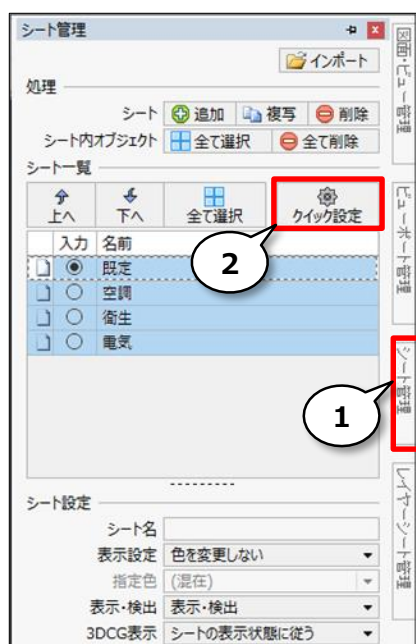 シート管理
インポート
処理
シート 追加 複写 削除
シート内オブジェクト 全て選択 全て削除
シート一覧
上へ 下へ 全て選択 クイック設定
入力 名前
2
既定
空調
衛生
電気
1
シート設定
シート名
表示設定 色を変更しない
指定色 (混在)
表示・検出 表示・検出
3DCG表示 シートの表示状態に従う
図面・ビュー管理
ビューポート管理
シート管理
レイヤーシート管理